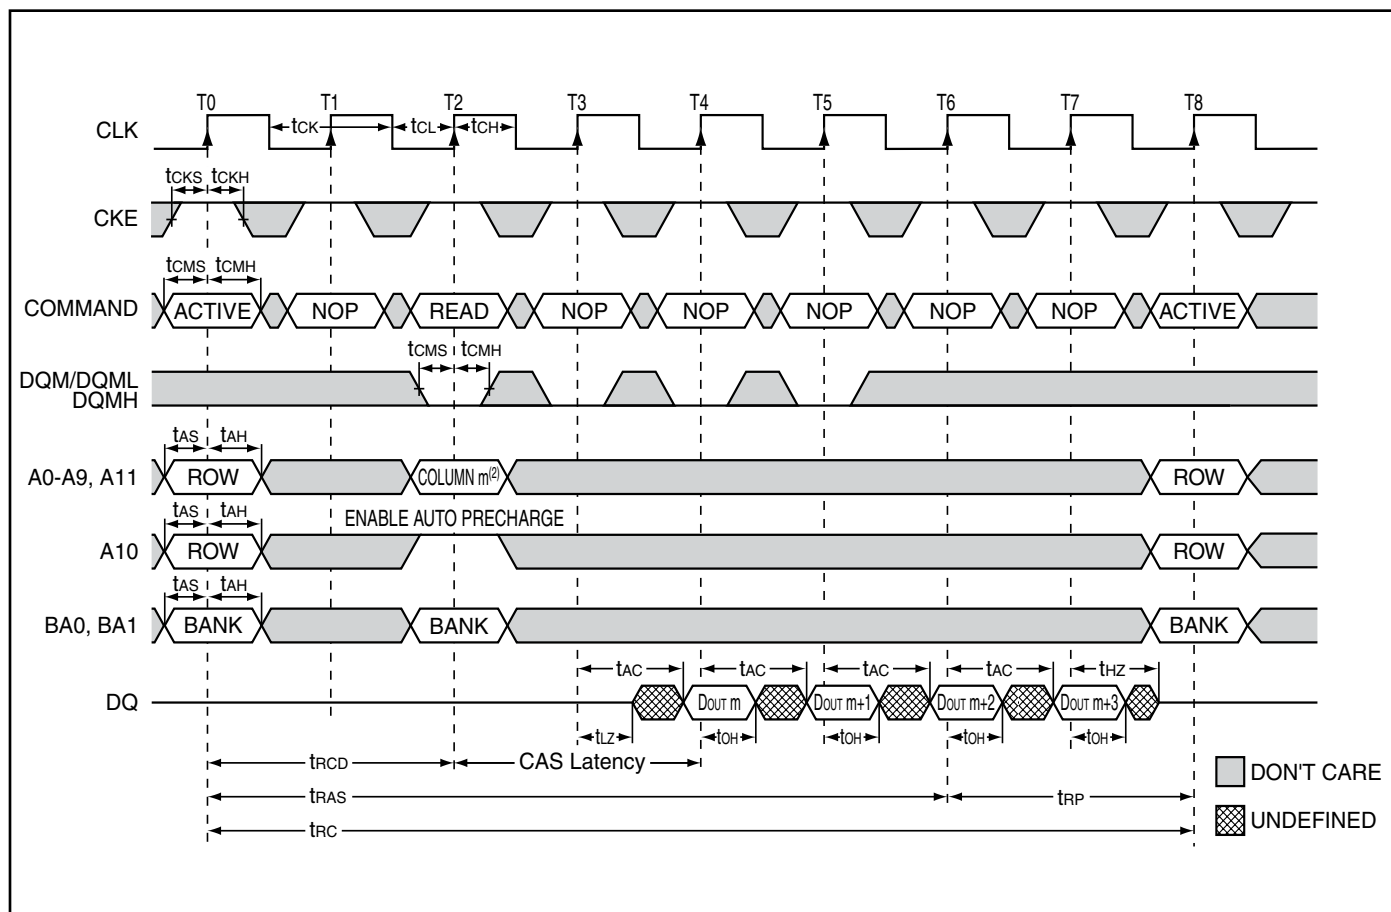 T0 T1 T2 T3 T4 T5 T6 T7 T8
CLK tCK tCL tCH
tCKS tCKH
CKE
tCMS tCMH
COMMAND ACTIVE NOP READ NOP NOP NOP NOP NOP ACTIVE
tCMS tCMH
DQM/DQML
DQMH
tAS tAH
A0-A9, A11 ROW COLUMN m(2) ROW
tAS tAH ENABLE AUTO PRECHARGE
A10 ROW ROW
tAS tAH
BA0, BA1 BANK BANK BANK
tAC tAC tAC tAC tHZ
DQ DOUT m DOUT m+1 DOUT m+2 DOUT m+3
tLZ tOH tOH tOH tOH
tRCD CAS Latency
DON'T CARE
tRAS tRP
UNDEFINED
tRC